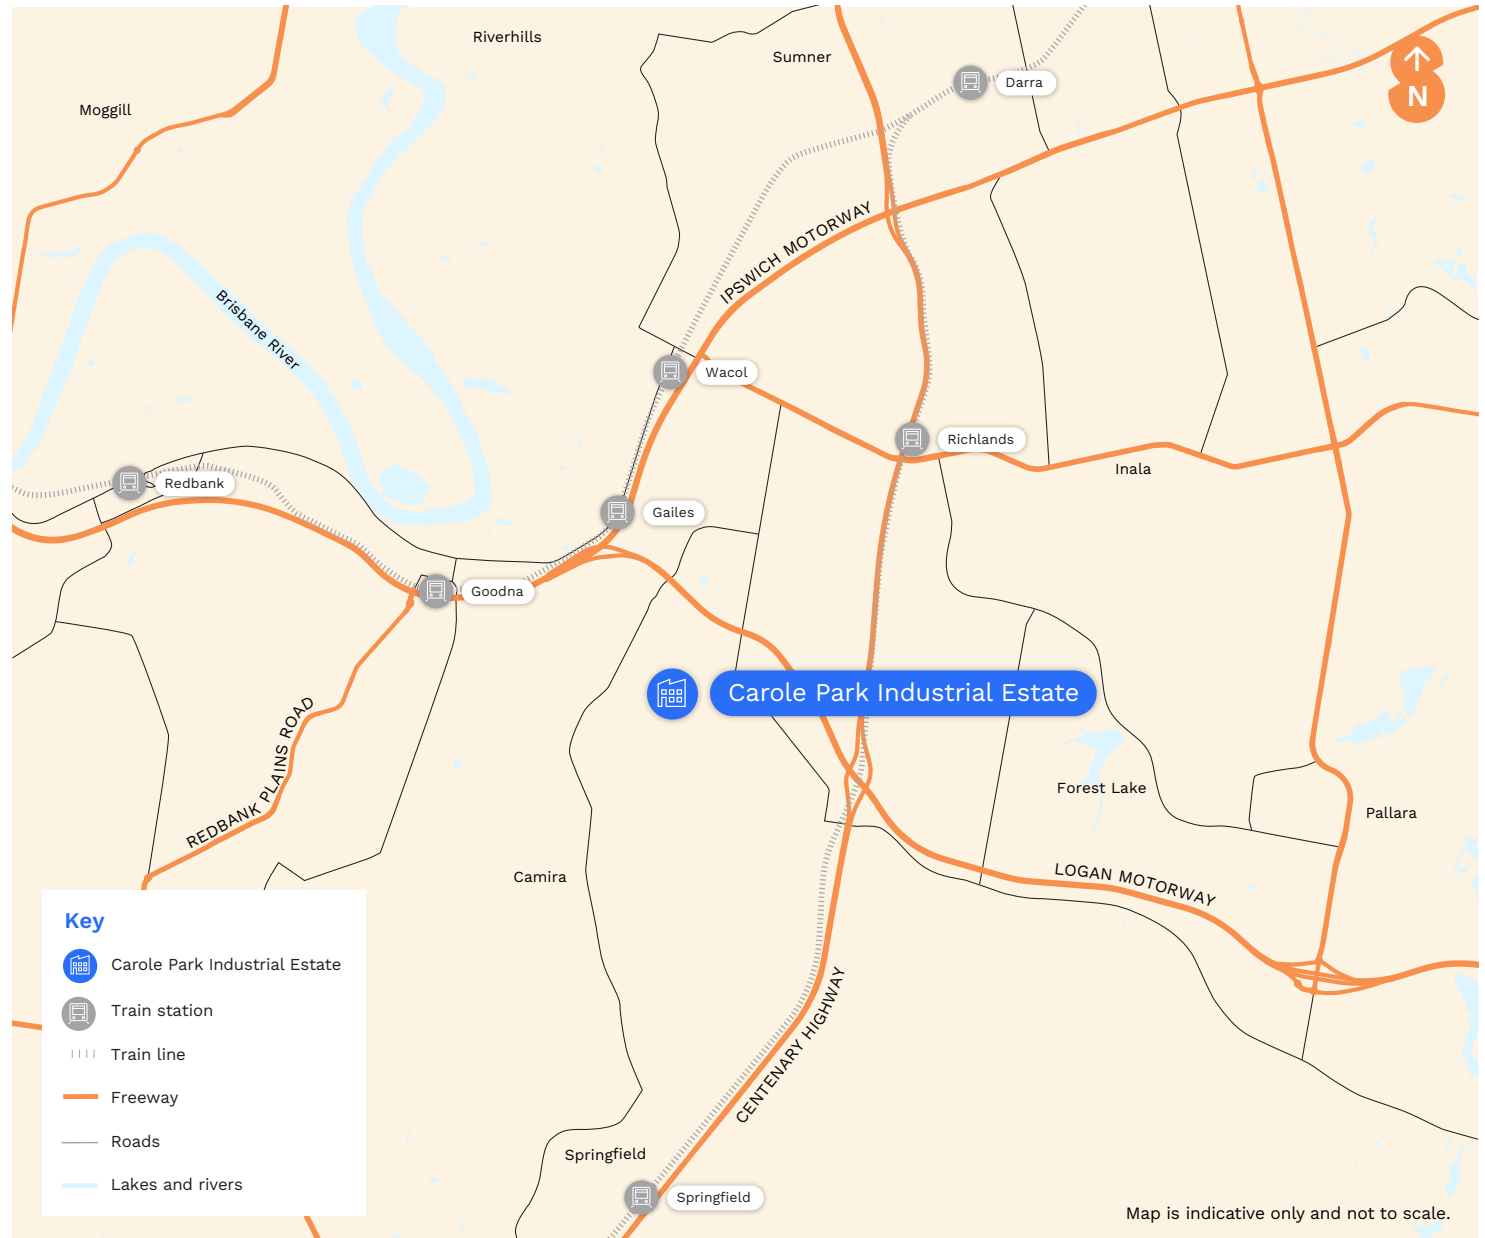 Riverhills
Sumner
Darra
N
Moggill
IPSWICH MOTORWAY
Brisbane River
Wacol
Richlands
Inala
Redbank
Gailes
Goodna
Carole Park Industrial Estate
REDBANK PLAINS ROAD
Forest Lake
Pallara
Camira
LOGAN MOTORWAY
CENTENARY HIGHWAY
Springfield
Springfield
Key
Carole Park Industrial Estate
Train station
Train line
Freeway
Roads
Lakes and rivers
Map is indicative only and not to scale.